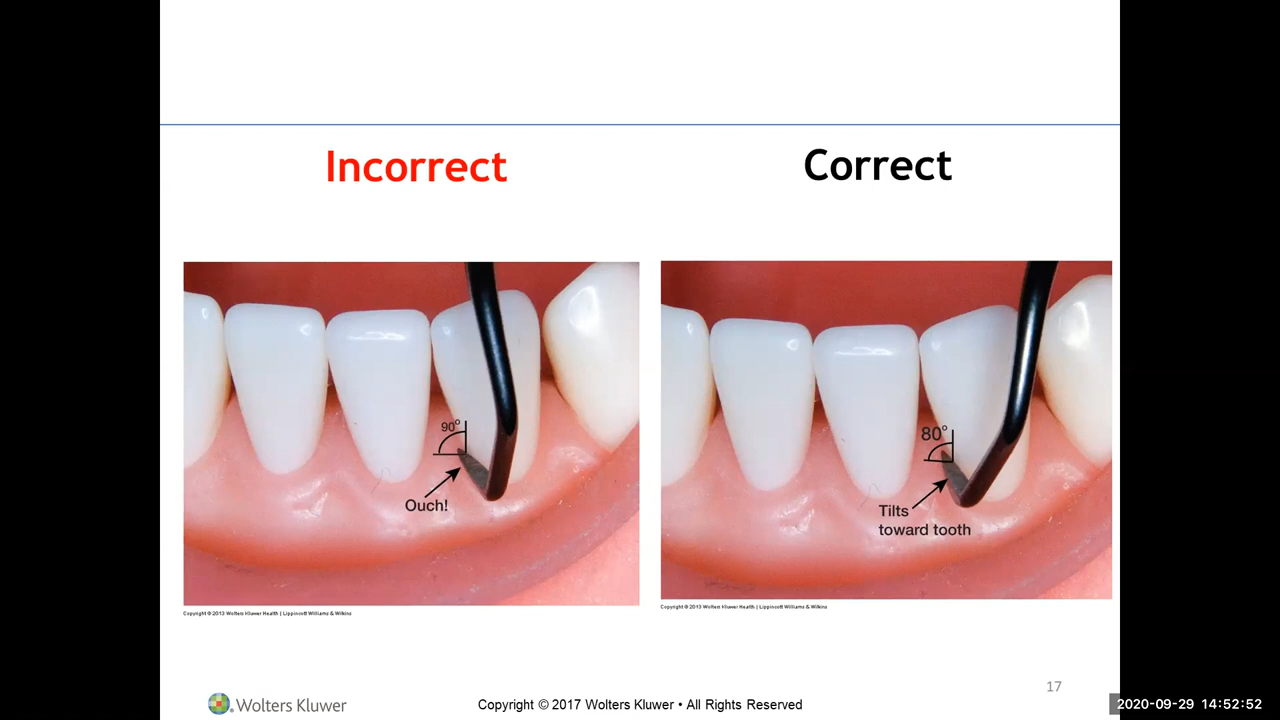 Incorrect
Correct
90°
Ouch!
80°
Tilts
toward tooth
Copyright © 2013 Wolters Kluwer Health | Lippincott Williams & Wilkins
Copyright © 2013 Wolters Kluwer Health | Lippincott Williams & Wilkins
17
Wolters Kluwer
Copyright © 2017 Wolters Kluwer • All Rights Reserved
2020-09-29 14:52:52